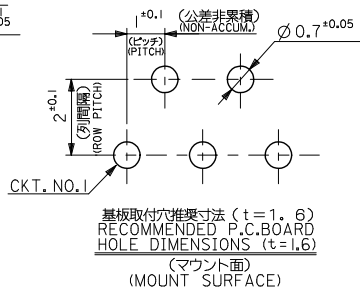 05
1 ±0.1
(公差非累積)
(NON-ACCUM.)
(ピッチ)
(PITCH)
Ø 0.7 ±0.05
2 ±0.1
(列間隔)
(ROW PITCH)
CKT. NO.1
基板取付穴推奨寸法 (t=1. 6)
RECOMMENDED P.C.BOARD
HOLE DIMENSIONS (t=1.6)
(マウント面)
(MOUNT SURFACE)